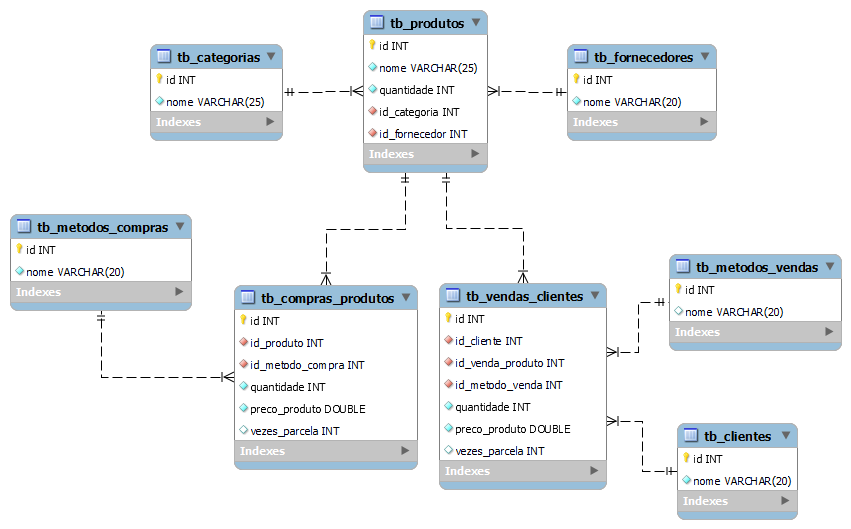 tb_produtos
id INT
nome VARCHAR(25)
quantidade INT
id_categoria INT
id_fornecedor INT
Indexes
tb_categorias
id INT
nome VARCHAR(25)
Indexes
tb_fornecedores
id INT
nome VARCHAR(20)
Indexes
tb_metodos_compras
id INT
nome VARCHAR(20)
Indexes
tb_compras_produtos
id INT
id_produto INT
id_metodo_compra INT
quantidade INT
preco_produto DOUBLE
vezes_parcela INT
Indexes
tb_vendas_clientes
id INT
id_cliente INT
id_venda_produto INT
id_metodo_venda INT
quantidade INT
preco_produto DOUBLE
vezes_parcela INT
Indexes
tb_metodos_vendas
id INT
nome VARCHAR(20)
Indexes
tb_clientes
id INT
nome VARCHAR(20)
Indexes